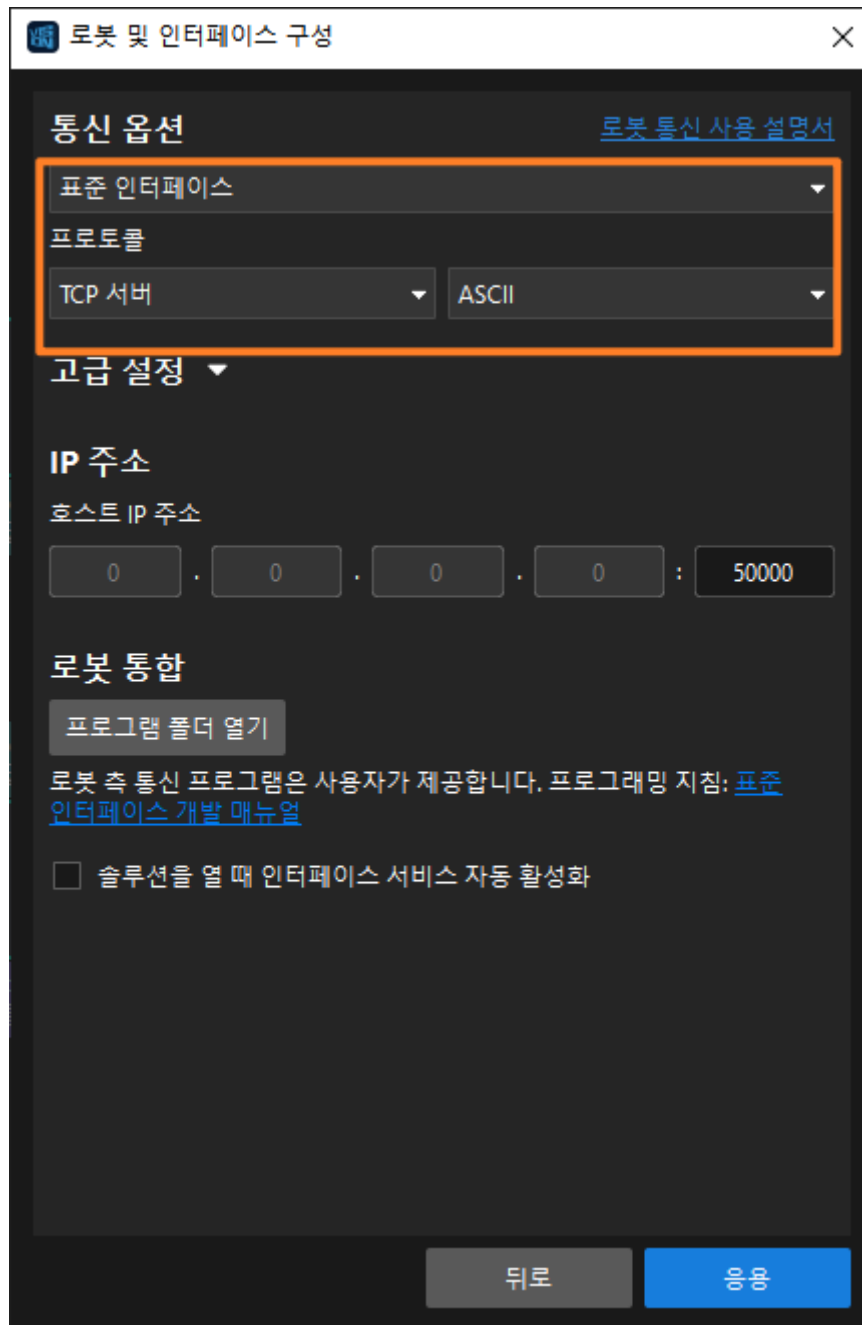 로봇 및 인터페이스 구성
통신 옵션 로봇 통신 사용 설명서
표준 인터페이스
프로토콜
TCP 서버 ASCII
고급 설정
IP 주소
호스트 IP 주소
0 . 0 . 0 . 0 : 50000
로봇 통합
프로그램 폴더 열기
로봇 측 통신 프로그램은 사용자가 제공합니다. 프로그래밍 지침: 표준
인터페이스 개발 매뉴얼
솔루션을 열 때 인터페이스 서비스 자동 활성화
뒤로 응용